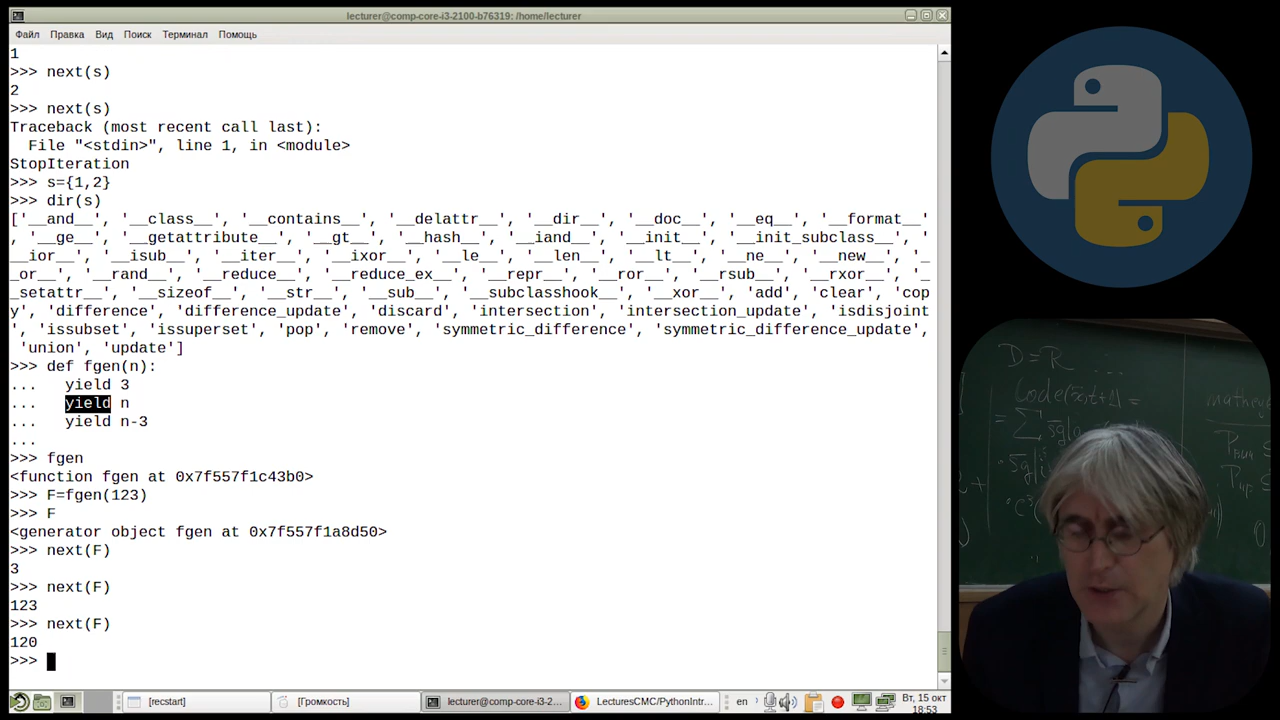 lecturer@comp-core-i3-2100-b76319: /home/lecturer
Файл Правка Вид Поиск Терминал Помощь
1
>>> next(s)
2
>>> next(s)
Traceback (most recent call last):
  File "<stdin>", line 1, in <module>
StopIteration
>>> s={1,2}
>>> dir(s)
['__and__', '__class__', '__contains__', '__delattr__', '__dir__', '__doc__', '__eq__', '__format__'
, '__ge__', '__getattribute__', '__gt__', '__hash__', '__iand__', '__init__', '__init_subclass__', '
__ior__', '__isub__', '__iter__', '__ixor__', '__le__', '__len__', '__lt__', '__ne__', '__new__', '_
_or__', '__rand__', '__reduce__', '__reduce_ex__', '__repr__', '__ror__', '__rsub__', '__rxor__', '_
_setattr__', '__sizeof__', '__str__', '__sub__', '__subclasshook__', '__xor__', 'add', 'clear', 'cop
y', 'difference', 'difference_update', 'discard', 'intersection', 'intersection_update', 'isdisjoint
', 'issubset', 'issuperset', 'pop', 'remove', 'symmetric_difference', 'symmetric_difference_update',
 'union', 'update']
>>> def fgen(n):
...   yield 3
...   yield n
...   yield n-3
...
>>> fgen
<function fgen at 0x7f557f1c43b0>
>>> F=fgen(123)
>>> F
<generator object fgen at 0x7f557f1a8d50>
>>> next(F)
3
>>> next(F)
123
>>> next(F)
120
>>>
[recstart] [Громкость] lecturer@comp-core-i3-2... LecturesCMC/PythonIntr... en Вт, 15 окт
18:53
D = R ...